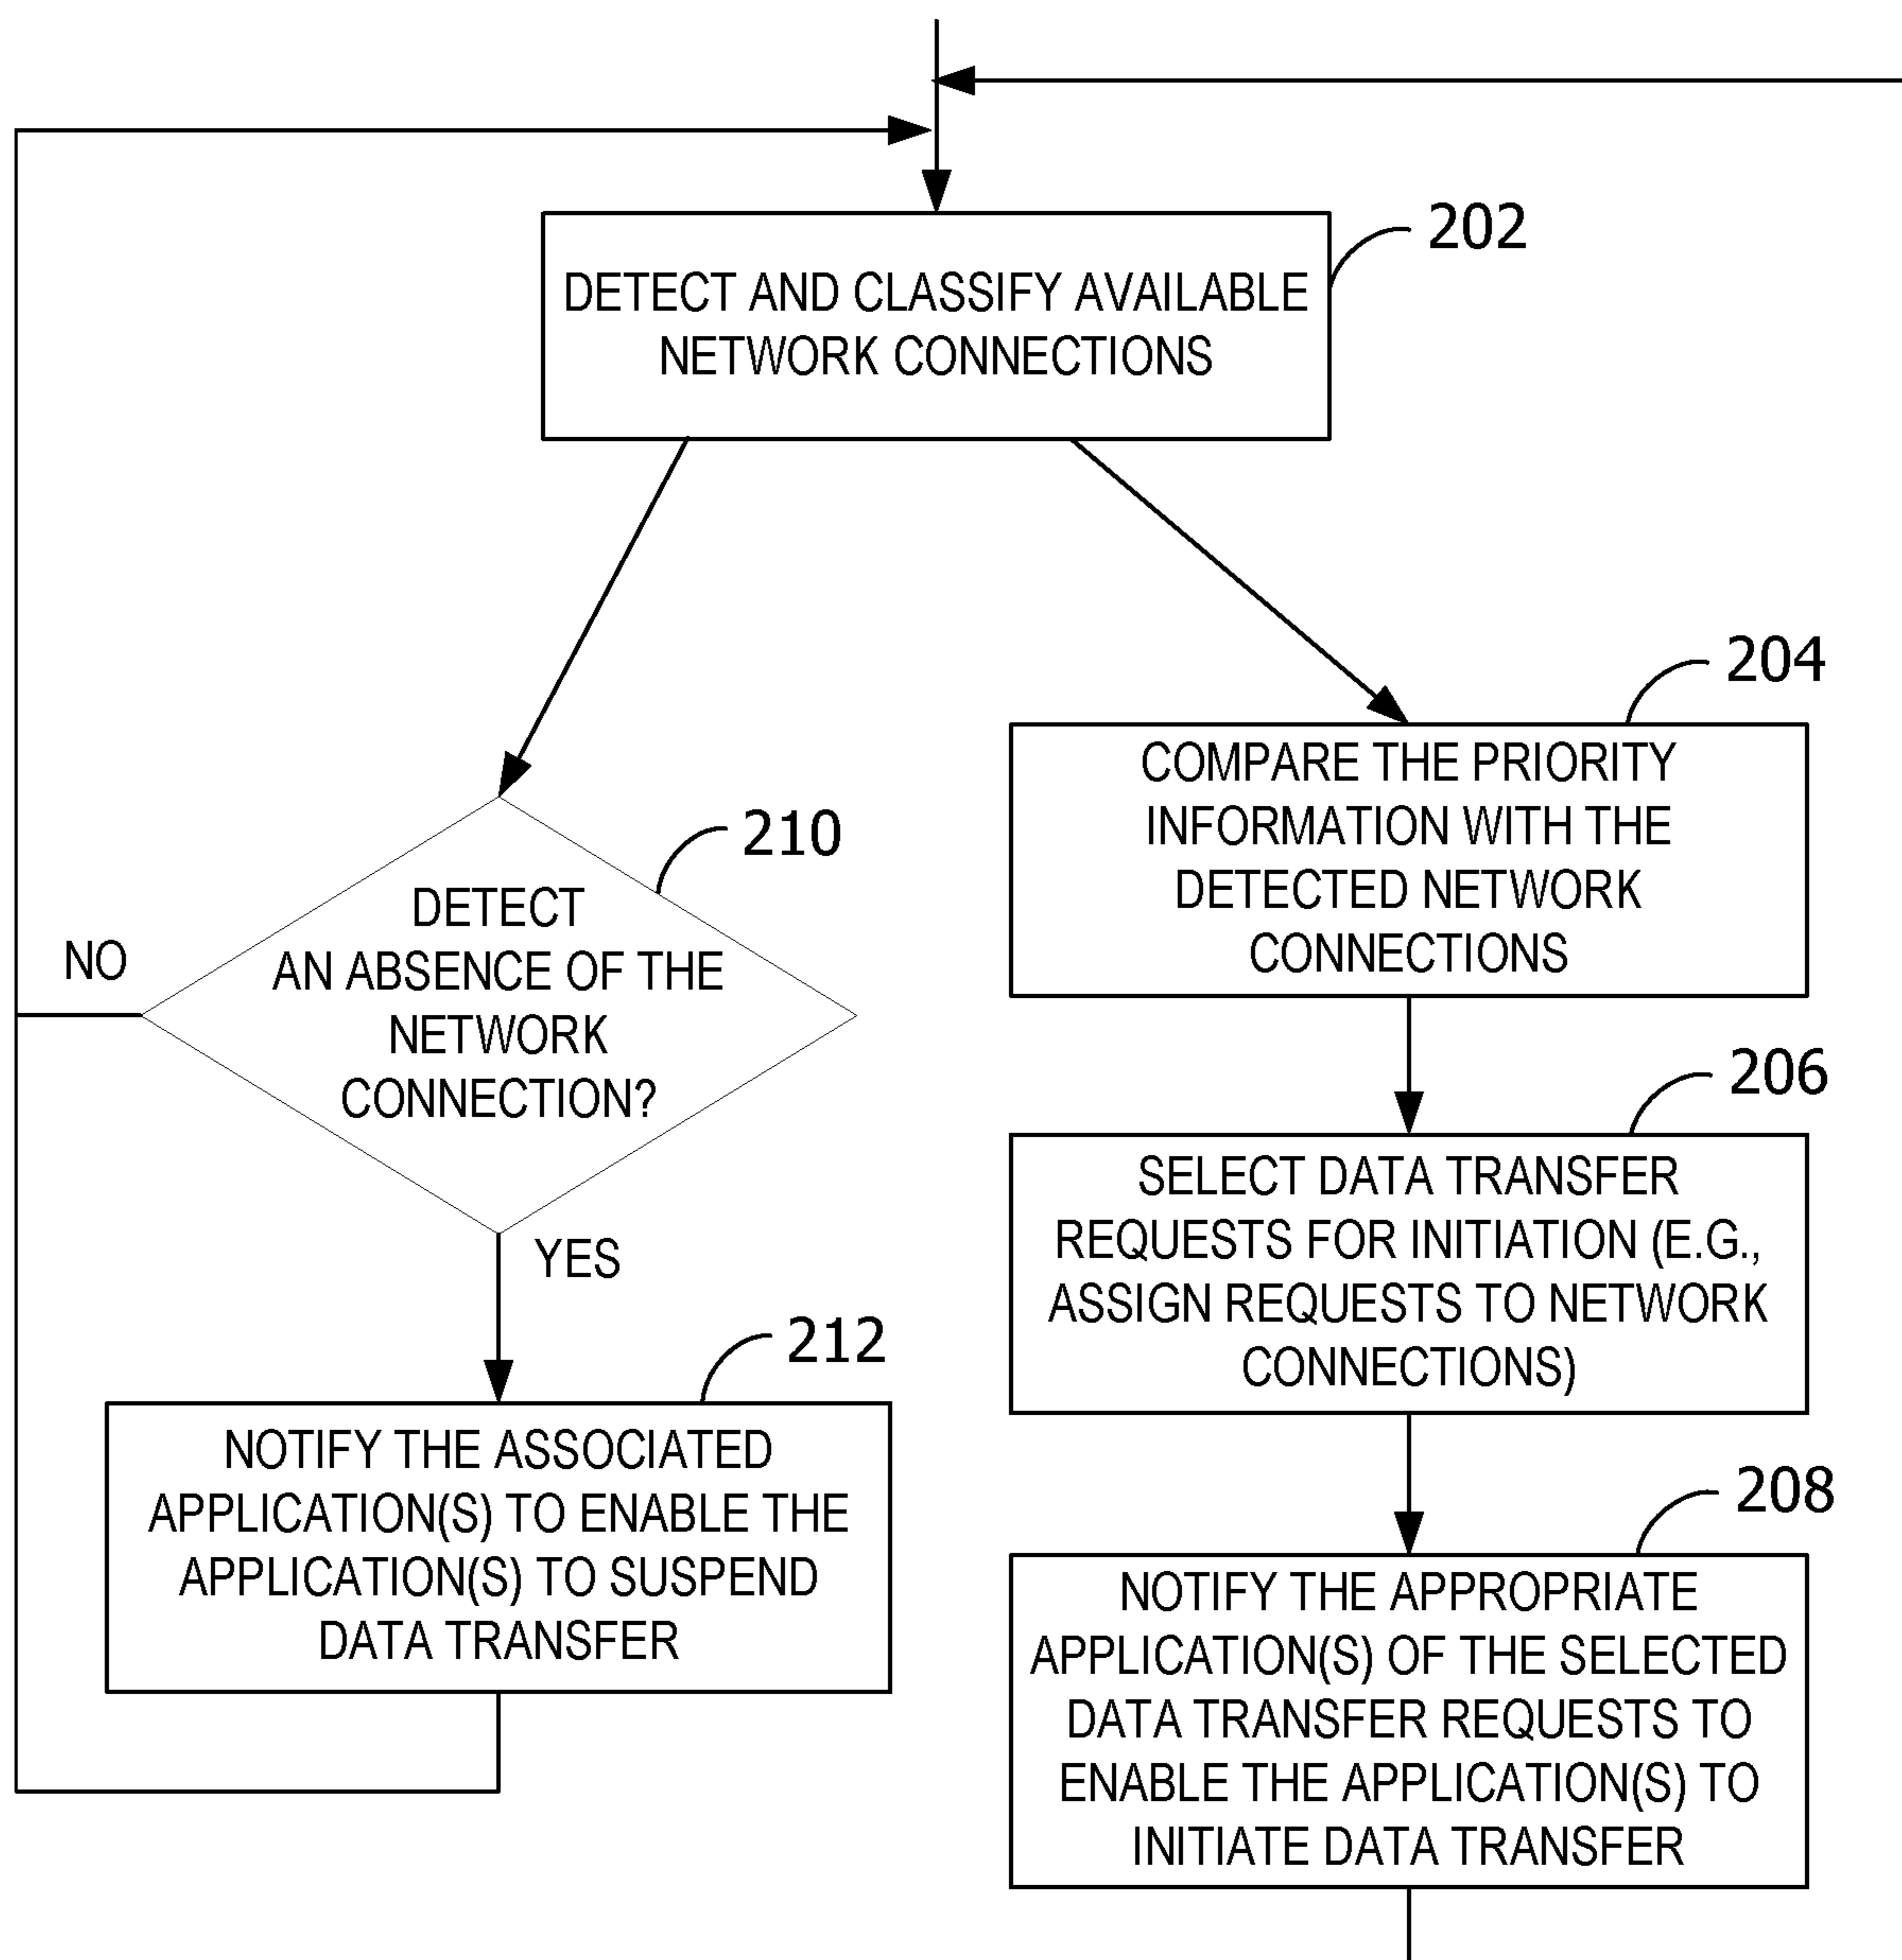 202
DETECT AND CLASSIFY AVAILABLE
NETWORK CONNECTIONS
204
COMPARE THE PRIORITY
INFORMATION WITH THE
DETECTED NETWORK
CONNECTIONS
210
DETECT
AN ABSENCE OF THE
NETWORK
CONNECTION?
NO
YES
206
SELECT DATA TRANSFER
REQUESTS FOR INITIATION (E.G.,
ASSIGN REQUESTS TO NETWORK
CONNECTIONS)
212
NOTIFY THE ASSOCIATED
APPLICATION(S) TO ENABLE THE
APPLICATION(S) TO SUSPEND
DATA TRANSFER
208
NOTIFY THE APPROPRIATE
APPLICATION(S) OF THE SELECTED
DATA TRANSFER REQUESTS TO
ENABLE THE APPLICATION(S) TO
INITIATE DATA TRANSFER